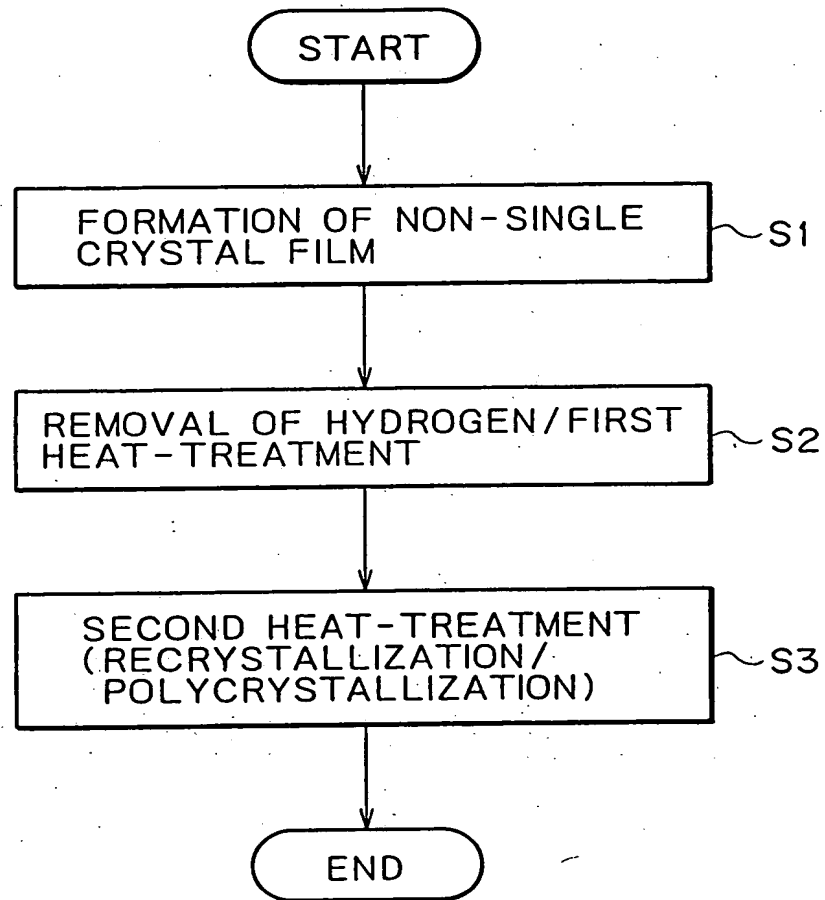 START
FORMATION OF NON-SINGLE
CRYSTAL FILM
S1
REMOVAL OF HYDROGEN/FIRST
HEAT-TREATMENT
S2
SECOND HEAT-TREATMENT
(RECRYSTALLIZATION/
POLYCRYSTALLIZATION)
S3
END